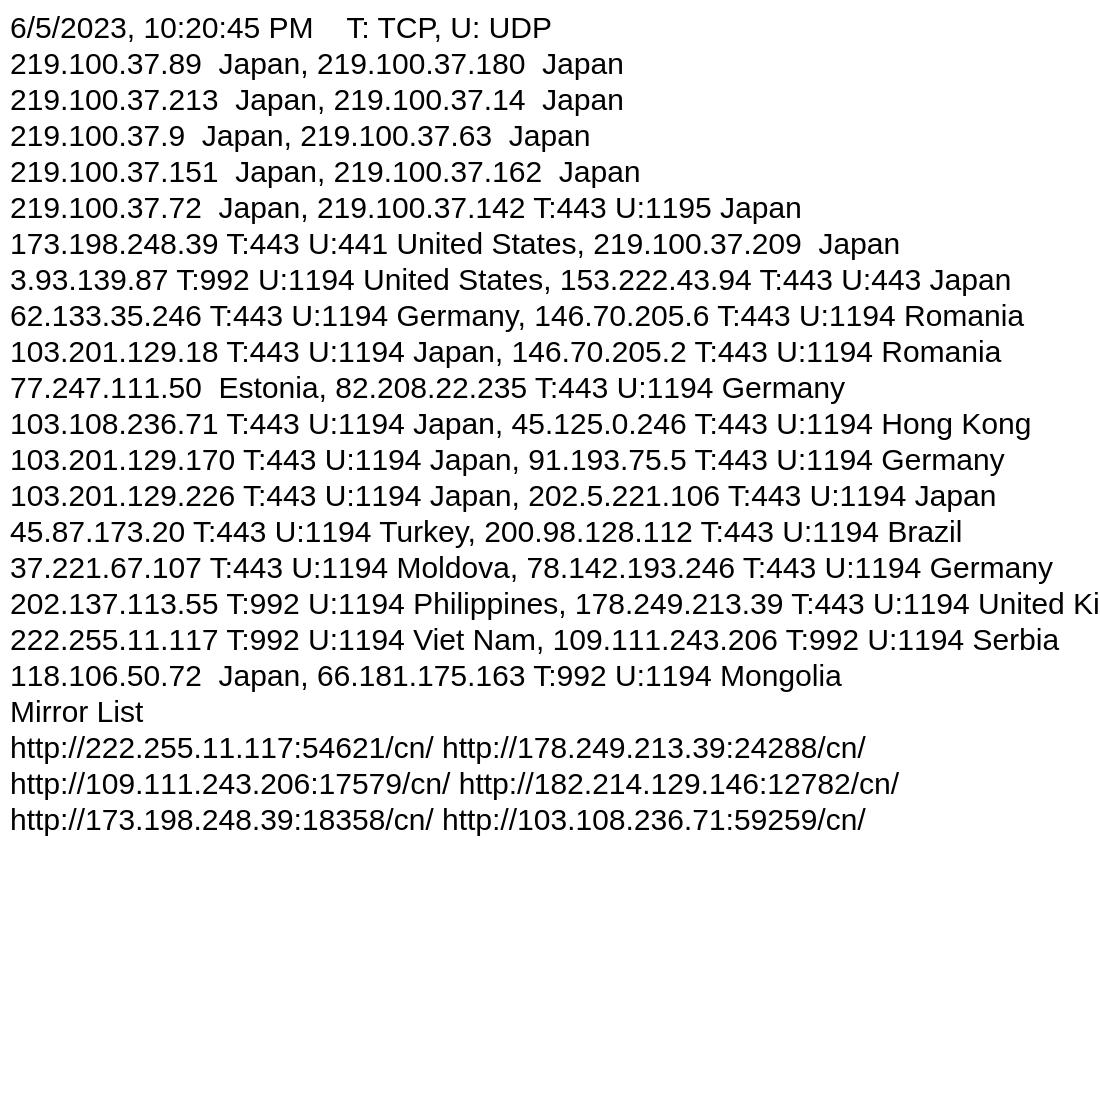 6/5/2023, 10:20:45 PM    T: TCP, U: UDP
219.100.37.89  Japan, 219.100.37.180  Japan
219.100.37.213  Japan, 219.100.37.14  Japan
219.100.37.9  Japan, 219.100.37.63  Japan
219.100.37.151  Japan, 219.100.37.162  Japan
219.100.37.72  Japan, 219.100.37.142 T:443 U:1195 Japan
173.198.248.39 T:443 U:441 United States, 219.100.37.209  Japan
3.93.139.87 T:992 U:1194 United States, 153.222.43.94 T:443 U:443 Japan
62.133.35.246 T:443 U:1194 Germany, 146.70.205.6 T:443 U:1194 Romania
103.201.129.18 T:443 U:1194 Japan, 146.70.205.2 T:443 U:1194 Romania
77.247.111.50  Estonia, 82.208.22.235 T:443 U:1194 Germany
103.108.236.71 T:443 U:1194 Japan, 45.125.0.246 T:443 U:1194 Hong Kong
103.201.129.170 T:443 U:1194 Japan, 91.193.75.5 T:443 U:1194 Germany
103.201.129.226 T:443 U:1194 Japan, 202.5.221.106 T:443 U:1194 Japan
45.87.173.20 T:443 U:1194 Turkey, 200.98.128.112 T:443 U:1194 Brazil
37.221.67.107 T:443 U:1194 Moldova, 78.142.193.246 T:443 U:1194 Germany
202.137.113.55 T:992 U:1194 Philippines, 178.249.213.39 T:443 U:1194 United Ki
222.255.11.117 T:992 U:1194 Viet Nam, 109.111.243.206 T:992 U:1194 Serbia
118.106.50.72  Japan, 66.181.175.163 T:992 U:1194 Mongolia
Mirror List
http://222.255.11.117:54621/cn/ http://178.249.213.39:24288/cn/
http://109.111.243.206:17579/cn/ http://182.214.129.146:12782/cn/
http://173.198.248.39:18358/cn/ http://103.108.236.71:59259/cn/